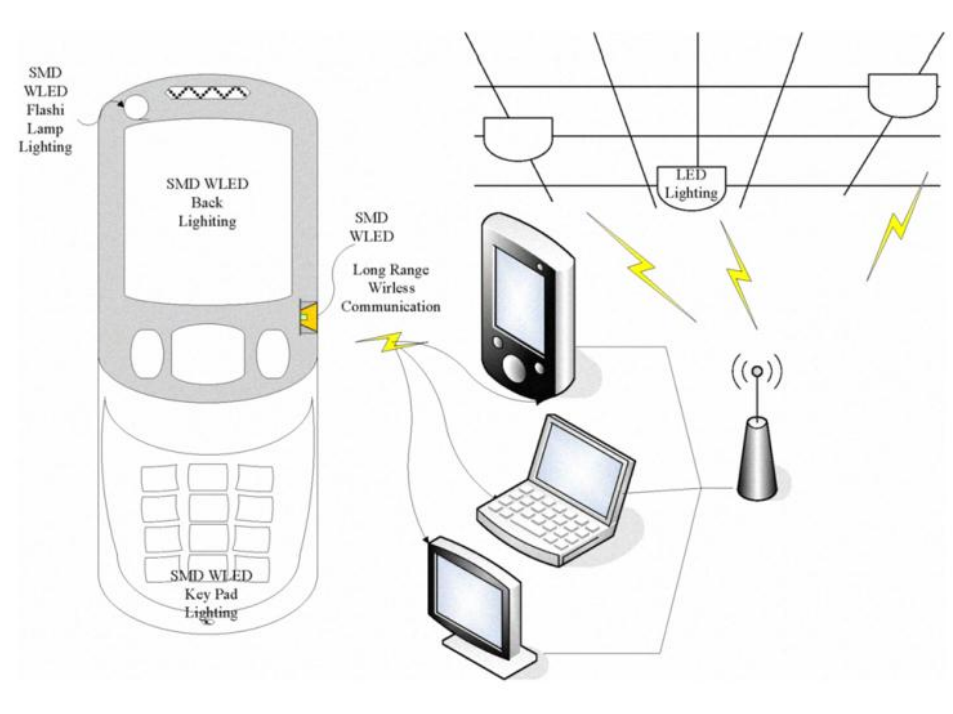 SMD
WLED
Flashi
Lamp
Lighting
SMD WLED
Back
Lighiting
SMD
WLED
Long Range
Wirless
Communication
LED
Lighting
SMD WLED
Key Pad
Lighting